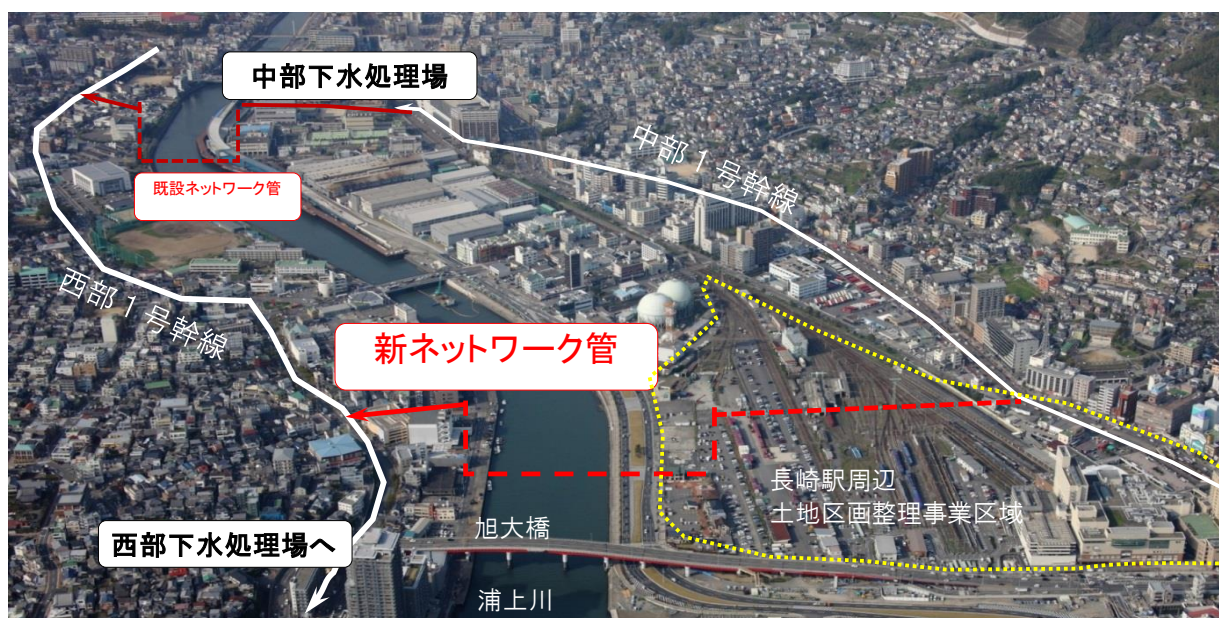 中部下水処理場
中部1号幹線
既設ネットワーク管
西部1号幹線
新ネットワーク管
長崎駅周辺
土地区画整理事業区域
旭大橋
西部下水処理場へ
浦上川